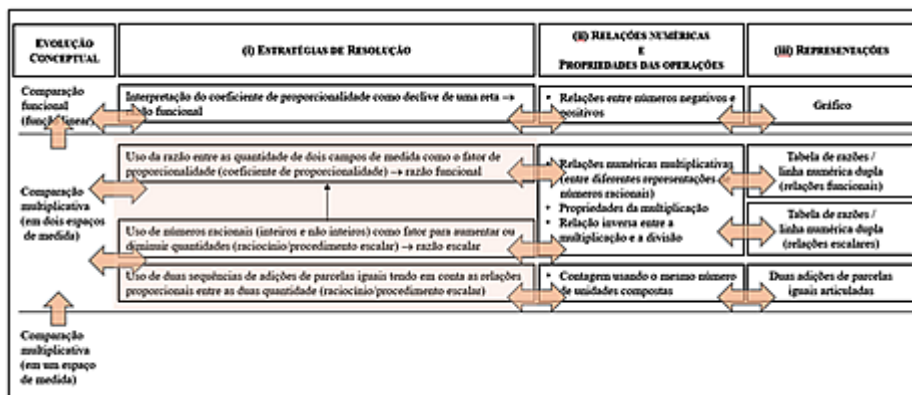 EVOLUÇÃO
CONCEPTUAL
(i) ESTRATÉGIAS DE RESOLUÇÃO
(ii) RELAÇÕES NUMÉRICAS
E
PROPRIEDADES DAS OPERAÇÕES
(iii) REPRESENTAÇÕES
Comparação
funcional
(função linear)
Interpretação do coeficiente de proporcionalidade como declive de uma reta →
razão funcional
• Relações entre números negativos e
positivos
Gráfico
Comparação
multiplicativa
(em dois espaços
de medida)
Uso da razão entre as quantidade de dois campos de medida como o fator de
proporcionalidade (coeficiente de proporcionalidade) → razão funcional
Uso de números racionais (inteiros e não inteiros) como fator para aumentar ou
diminuir quantidades (raciocínio/procedimento escalar) → razão escalar
Uso de duas sequências de adições de parcelas iguais tendo em conta as relações
proporcionais entre as duas quantidade (raciocínio/procedimento escalar)
• Relações numéricas multiplicativas
(entre diferentes representações
números racionais)
• Propriedades da multiplicação
• Relação inversa entre a
multiplicação e a divisão
• Contagem usando o mesmo número
de unidades compostas
Tabela de razões /
linha numérica dupla
(relações funcionais)
Tabela de razões /
linha numérica dupla
(relações escalares)
Duas adições de parcelas
iguais articuladas
Comparação
multiplicativa
(em um espaço
de medida)